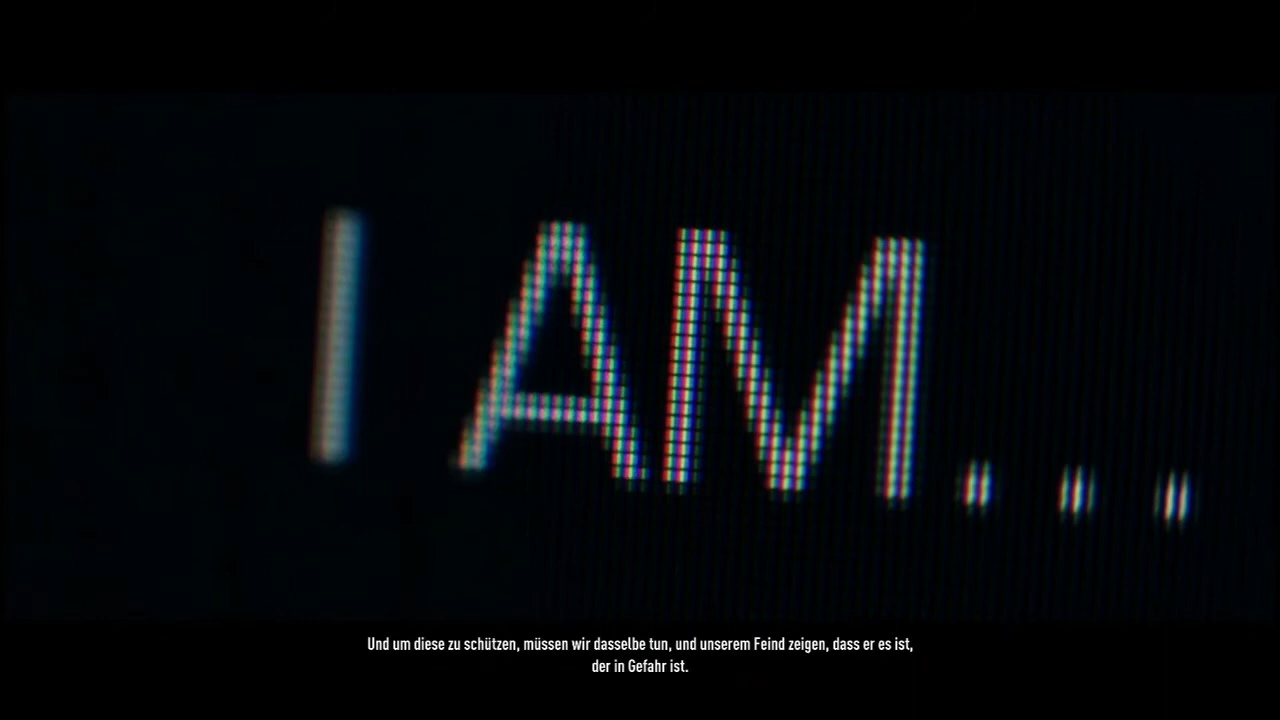 I AM...
Und um diese zu schützen, müssen wir dasselbe tun, und unserem Feind zeigen, dass er es ist,
der in Gefahr ist.